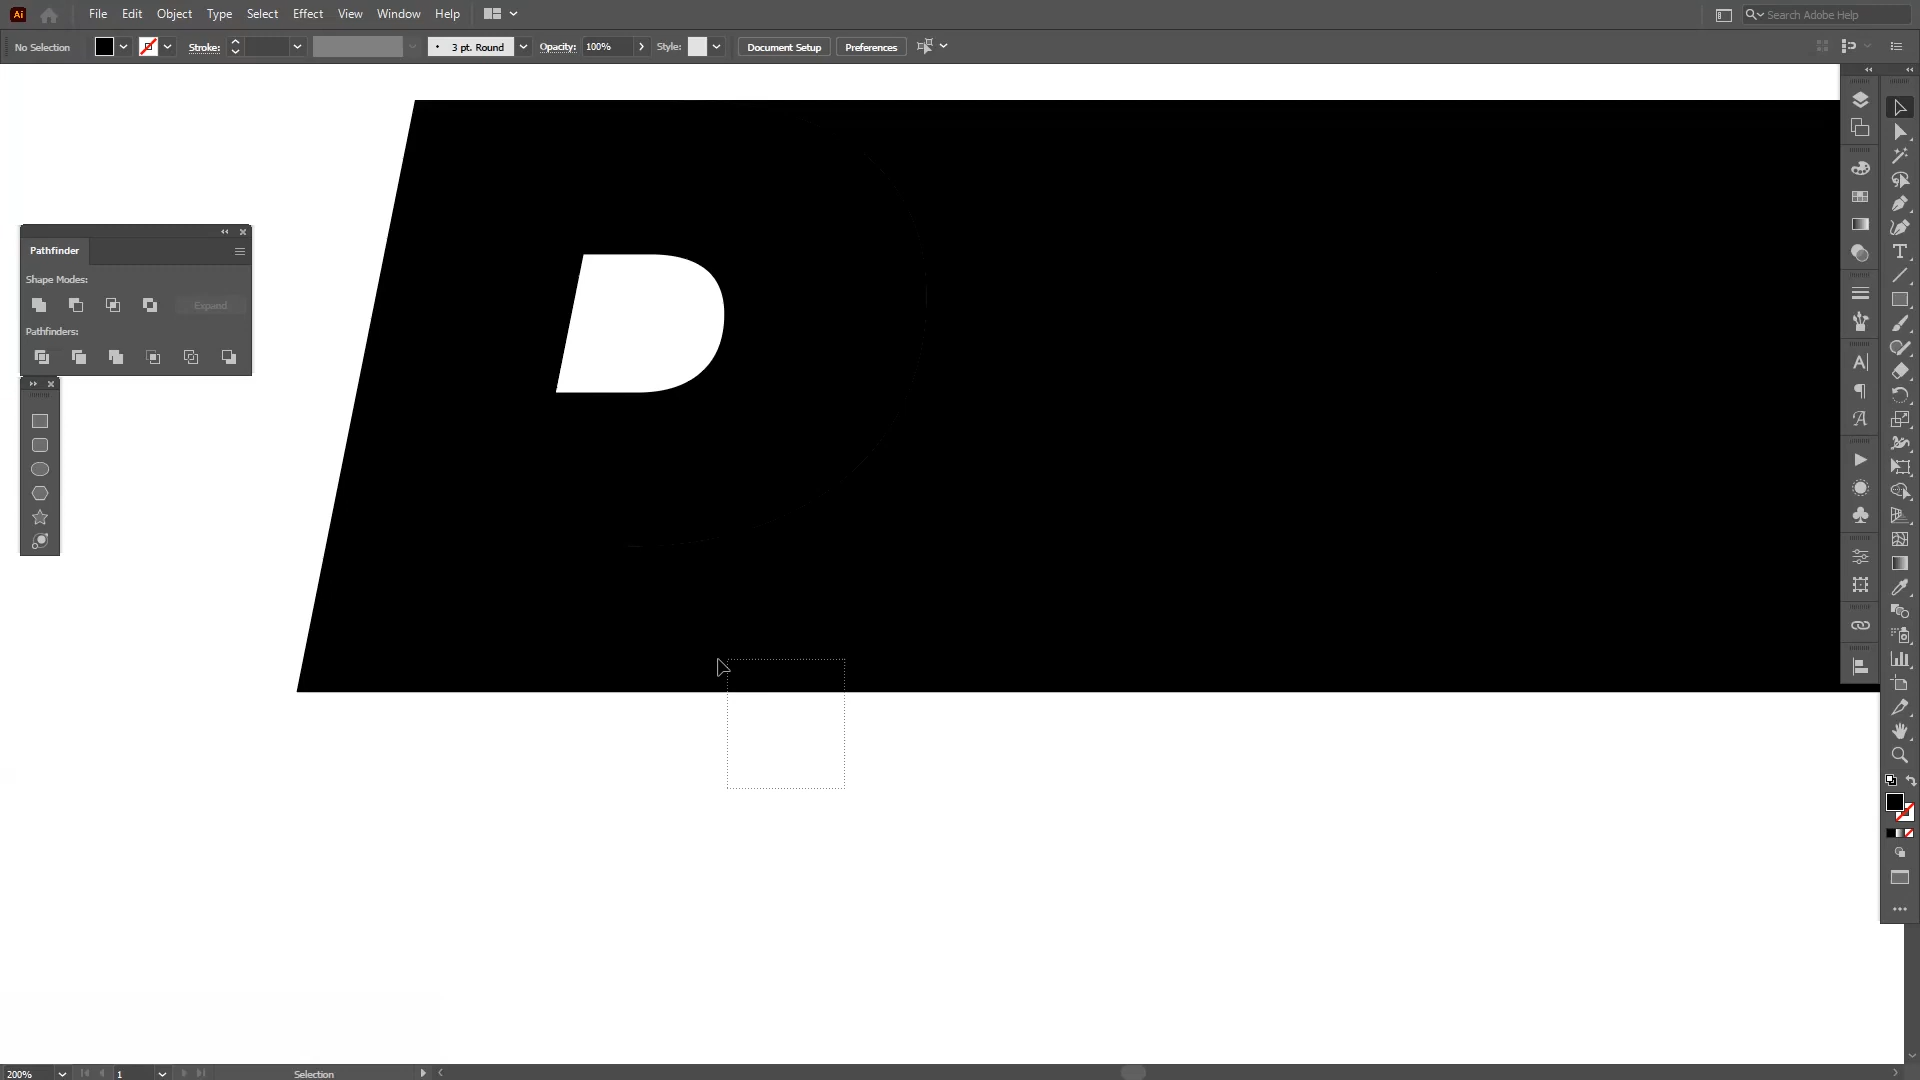 Ai File Edit Object Type Select Effect View Window Help Search Adobe Help
No Selection Stroke: 3 pt. Round Opacity: 100% Style: Document Setup Preferences
Pathfinder
Shape Modes:
Expand
Pathfinders:
200% 1 Selection